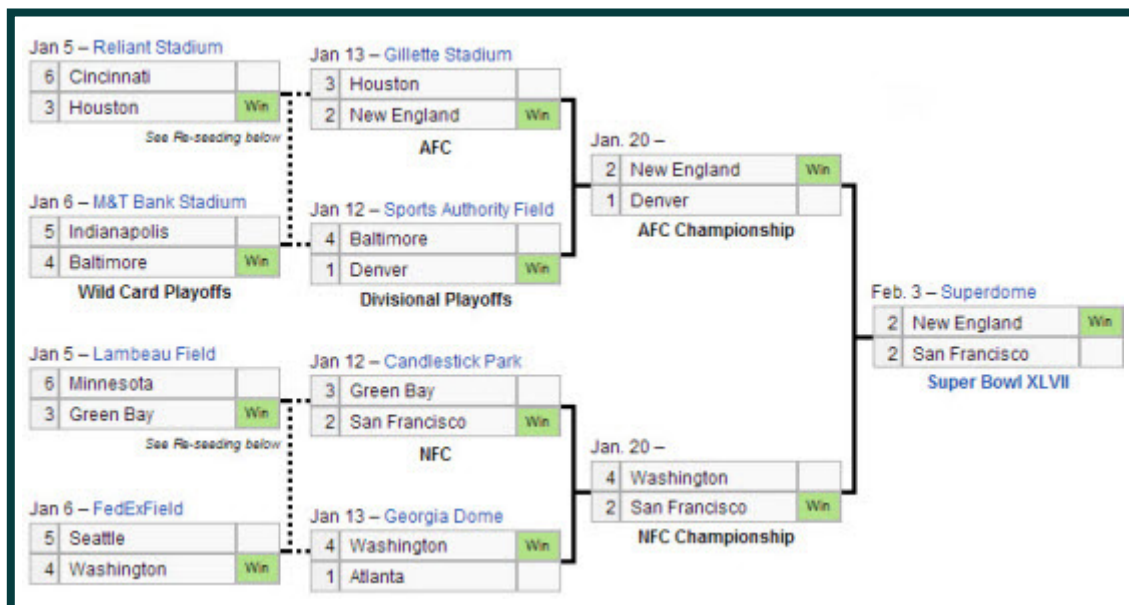 Jan 5 – Reliant Stadium
6 Cincinnati
3 Houston Win
See Re-seeding below
Jan 6 – M&T Bank Stadium
5 Indianapolis
4 Baltimore Win
Wild Card Playoffs
Jan 5 – Lambeau Field
6 Minnesota
3 Green Bay Win
See Re-seeding below
Jan 6 – FedExField
5 Seattle
4 Washington Win
Jan 13 – Gillette Stadium
3 Houston
2 New England Win
AFC
Jan 12 – Sports Authority Field
4 Baltimore
1 Denver Win
Divisional Playoffs
Jan 12 – Candlestick Park
3 Green Bay
2 San Francisco Win
NFC
Jan 13 – Georgia Dome
4 Washington Win
1 Atlanta
Jan. 20 –
2 New England Win
1 Denver
AFC Championship
Jan. 20 –
4 Washington
2 San Francisco Win
NFC Championship
Feb. 3 – Superdome
2 New England Win
2 San Francisco
Super Bowl XLVII